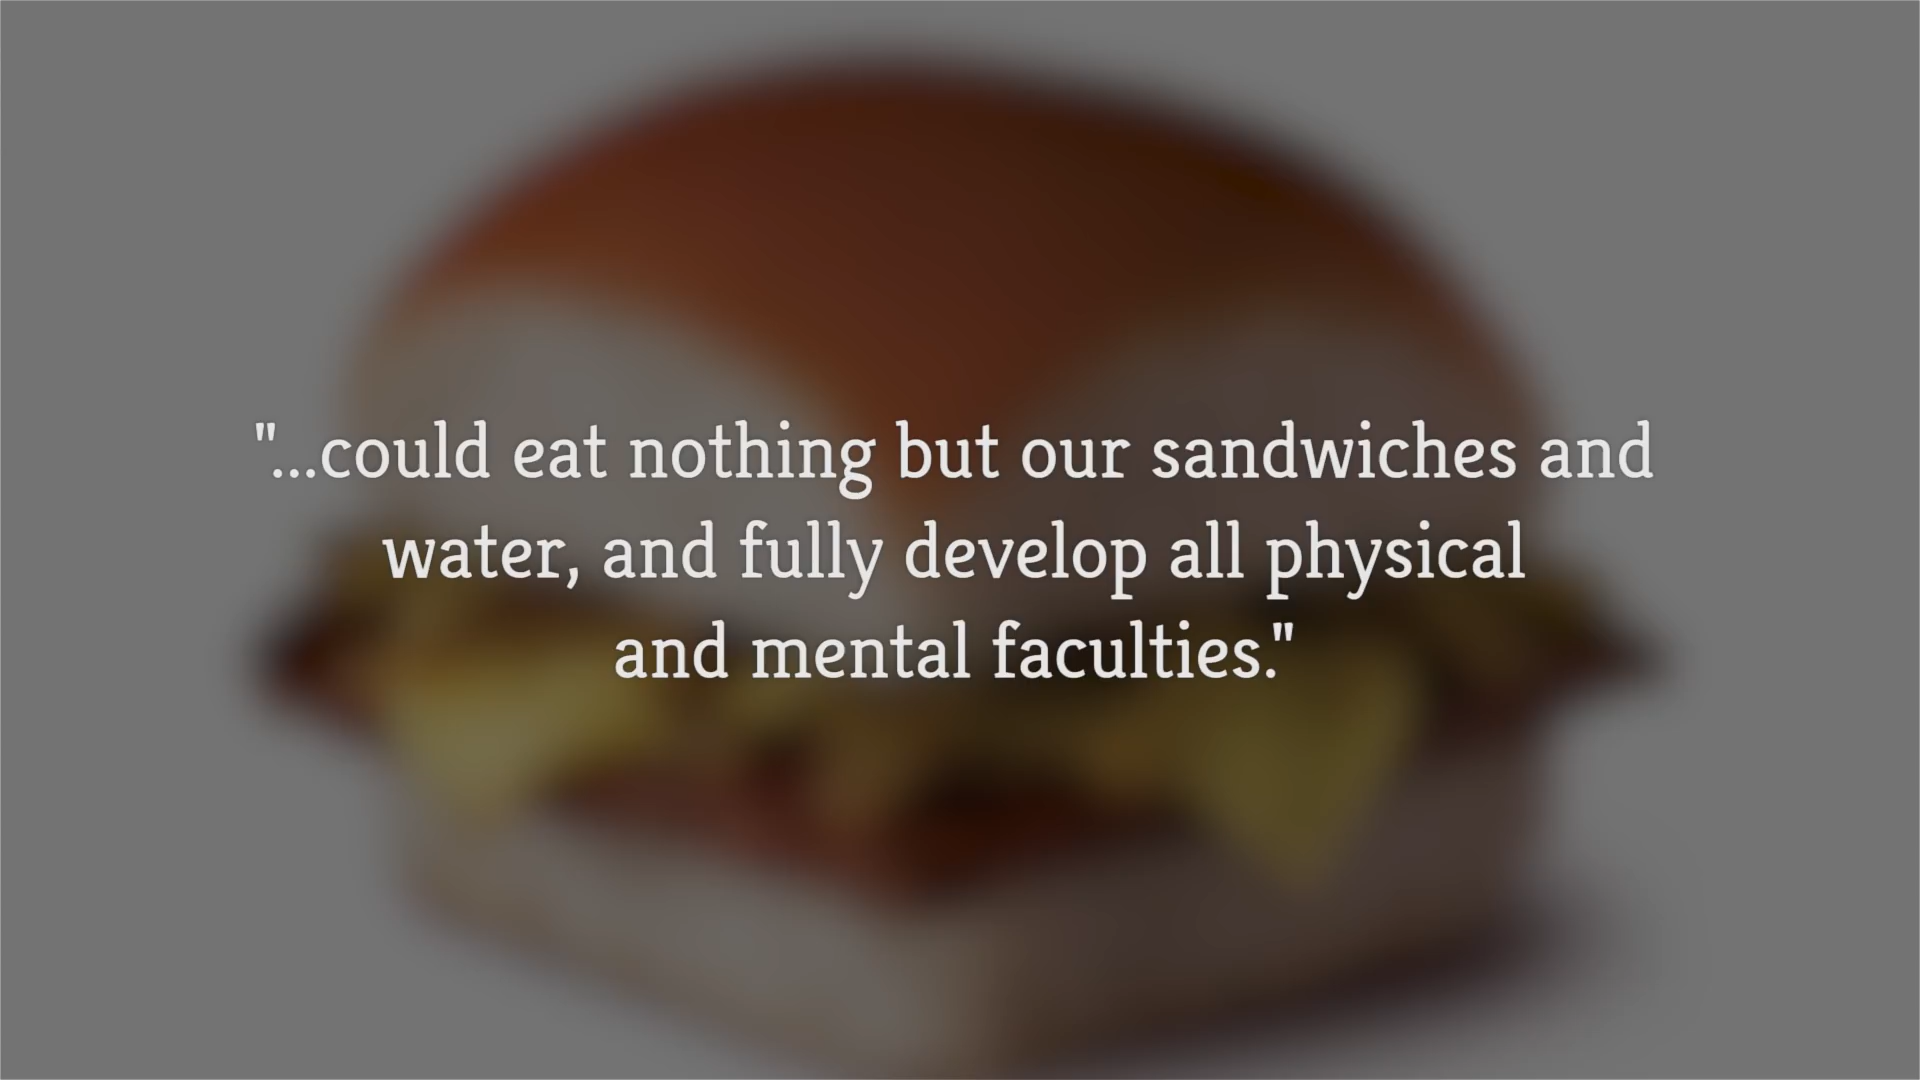 "...could eat nothing but our sandwiches and
water, and fully develop all physical
and mental faculties."